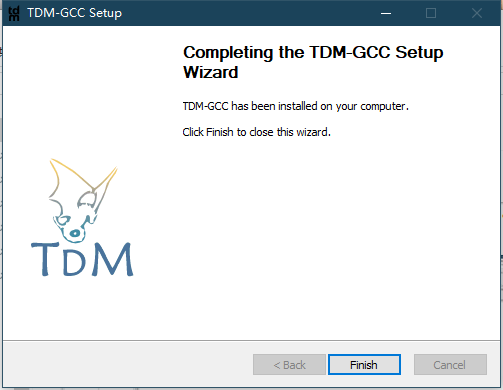 tdm TDM-GCC Setup
Completing the TDM-GCC Setup
Wizard
TDM-GCC has been installed on your computer.
Click Finish to close this wizard.
TDM
< Back Finish Cancel